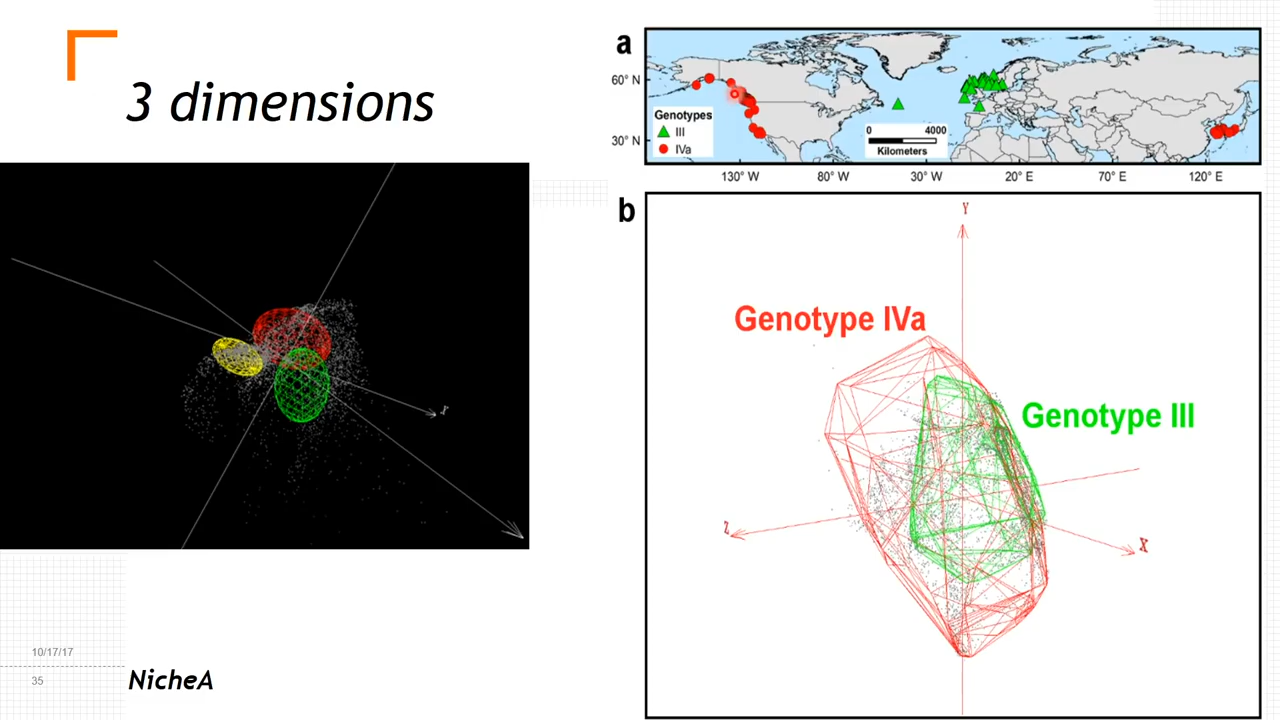 3 dimensions
a
60° N
30° N
Genotypes
III
IVa
0 4000
Kilometers
130° W 80° W 30° W 20° E 70° E 120° E
b
Y
Genotype IVa
Genotype III
Z
X
10/17/17
35
NicheA